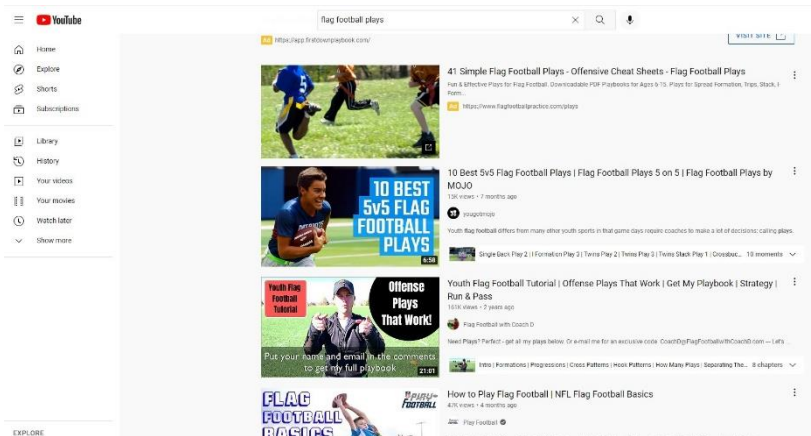 YouTube
flag football plays
Home
Explore
Shorts
Subscriptions
Library
History
Your videos
Your movies
Watch later
Show more
EXPLORE
Ad https://app.firstdownplaybook.com/
VISIT SITE
41 Simple Flag Football Plays - Offensive Cheat Sheets - Flag Football Plays
Fun & Effective Plays for Flag Football. Downloadable PDF Playbooks for Ages 6-15. Plays for Spread Formation, Trips, Stack, I
Form...
Ad https://www.flagfootballpractice.com/plays
10 BEST
5v5 FLAG
FOOTBALL
PLAYS
6:58
10 Best 5v5 Flag Football Plays | Flag Football Plays 5 on 5 | Flag Football Plays by
MOJO
15K views • 7 months ago
yougotmojo
Youth flag football differs from many other youth sports in that game days require coaches to make a lot of decisions: calling plays.
Single Back Play 2 | I Formation Play 3 | Twins Play 2 | Twins Play 3 | Twins Stack Play 1 | Crossbuc... 10 moments
Youth Flag
Football
Tutorial
Offense
Plays
That Work!
Put your name and email in the comments
to get my full playbook
21:01
Youth Flag Football Tutorial | Offense Plays That Work | Get My Playbook | Strategy |
Run & Pass
151K views • 2 years ago
Flag Football with Coach D
Need Plays? Perfect - get all my plays below. Or e-mail me for an exclusive code. CoachD@FlagFootballwithCoachD.com — Let's ...
Intro | Formations | Progressions | Cross Patterns | Hook Patterns | How Many Plays | Separating The... 8 chapters
FLAG
FOOTBALL
BASICS
PLAY
FOOTBALL
How to Play Flag Football | NFL Flag Football Basics
47K views • 4 months ago
Play Football